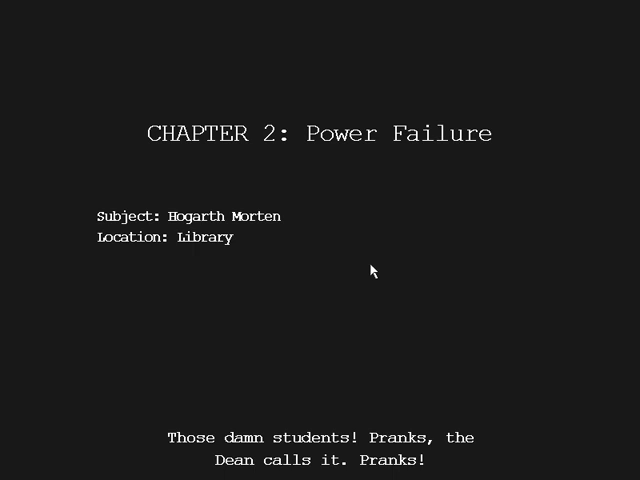 CHAPTER 2: Power Failure
Subject: Hogarth Morten
Location: Library
Those damn students! Pranks, the
Dean calls it. Pranks!